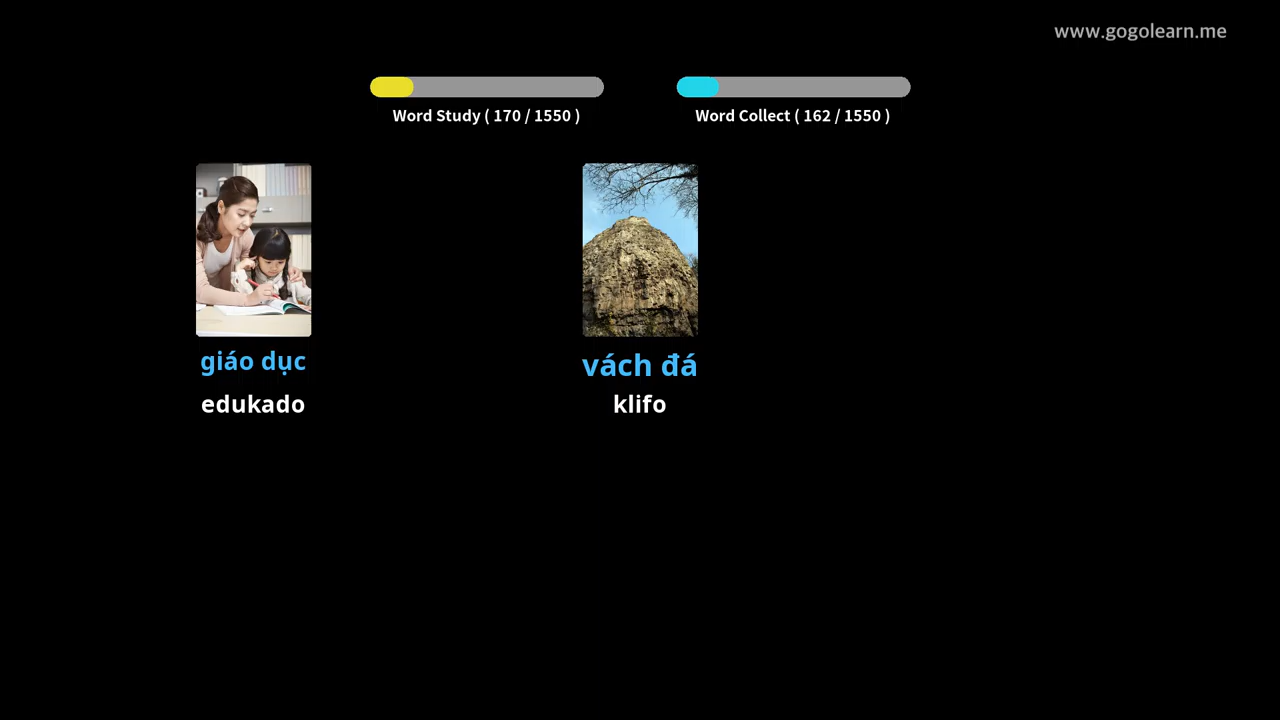 www.gogolearn.me
Word Study ( 170 / 1550 )
Word Collect ( 162 / 1550 )
giáo dục
edukado
vách đá
klifo